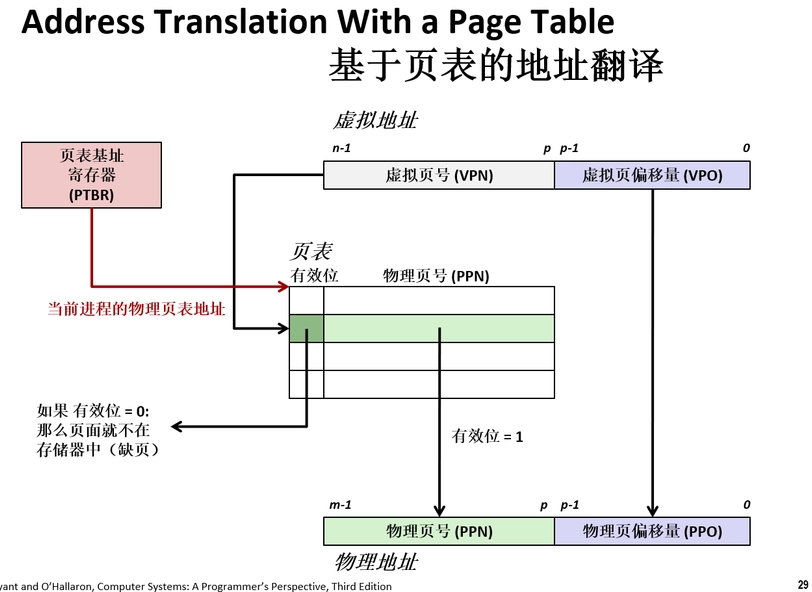 Address Translation With a Page Table
基于页表的地址翻译
虚拟地址
n-1 p p-1 0
页表基址
寄存器
(PTBR)
虚拟页号 (VPN) 虚拟页偏移量 (VPO)
页表
有效位 物理页号 (PPN)
当前进程的物理页表地址
如果 有效位 = 0:
那么页面就不在
存储器中（缺页）
有效位 = 1
m-1 p p-1 0
物理页号 (PPN) 物理页偏移量 (PPO)
物理地址
yant and O'Hallaron, Computer Systems: A Programmer's Perspective, Third Edition
29